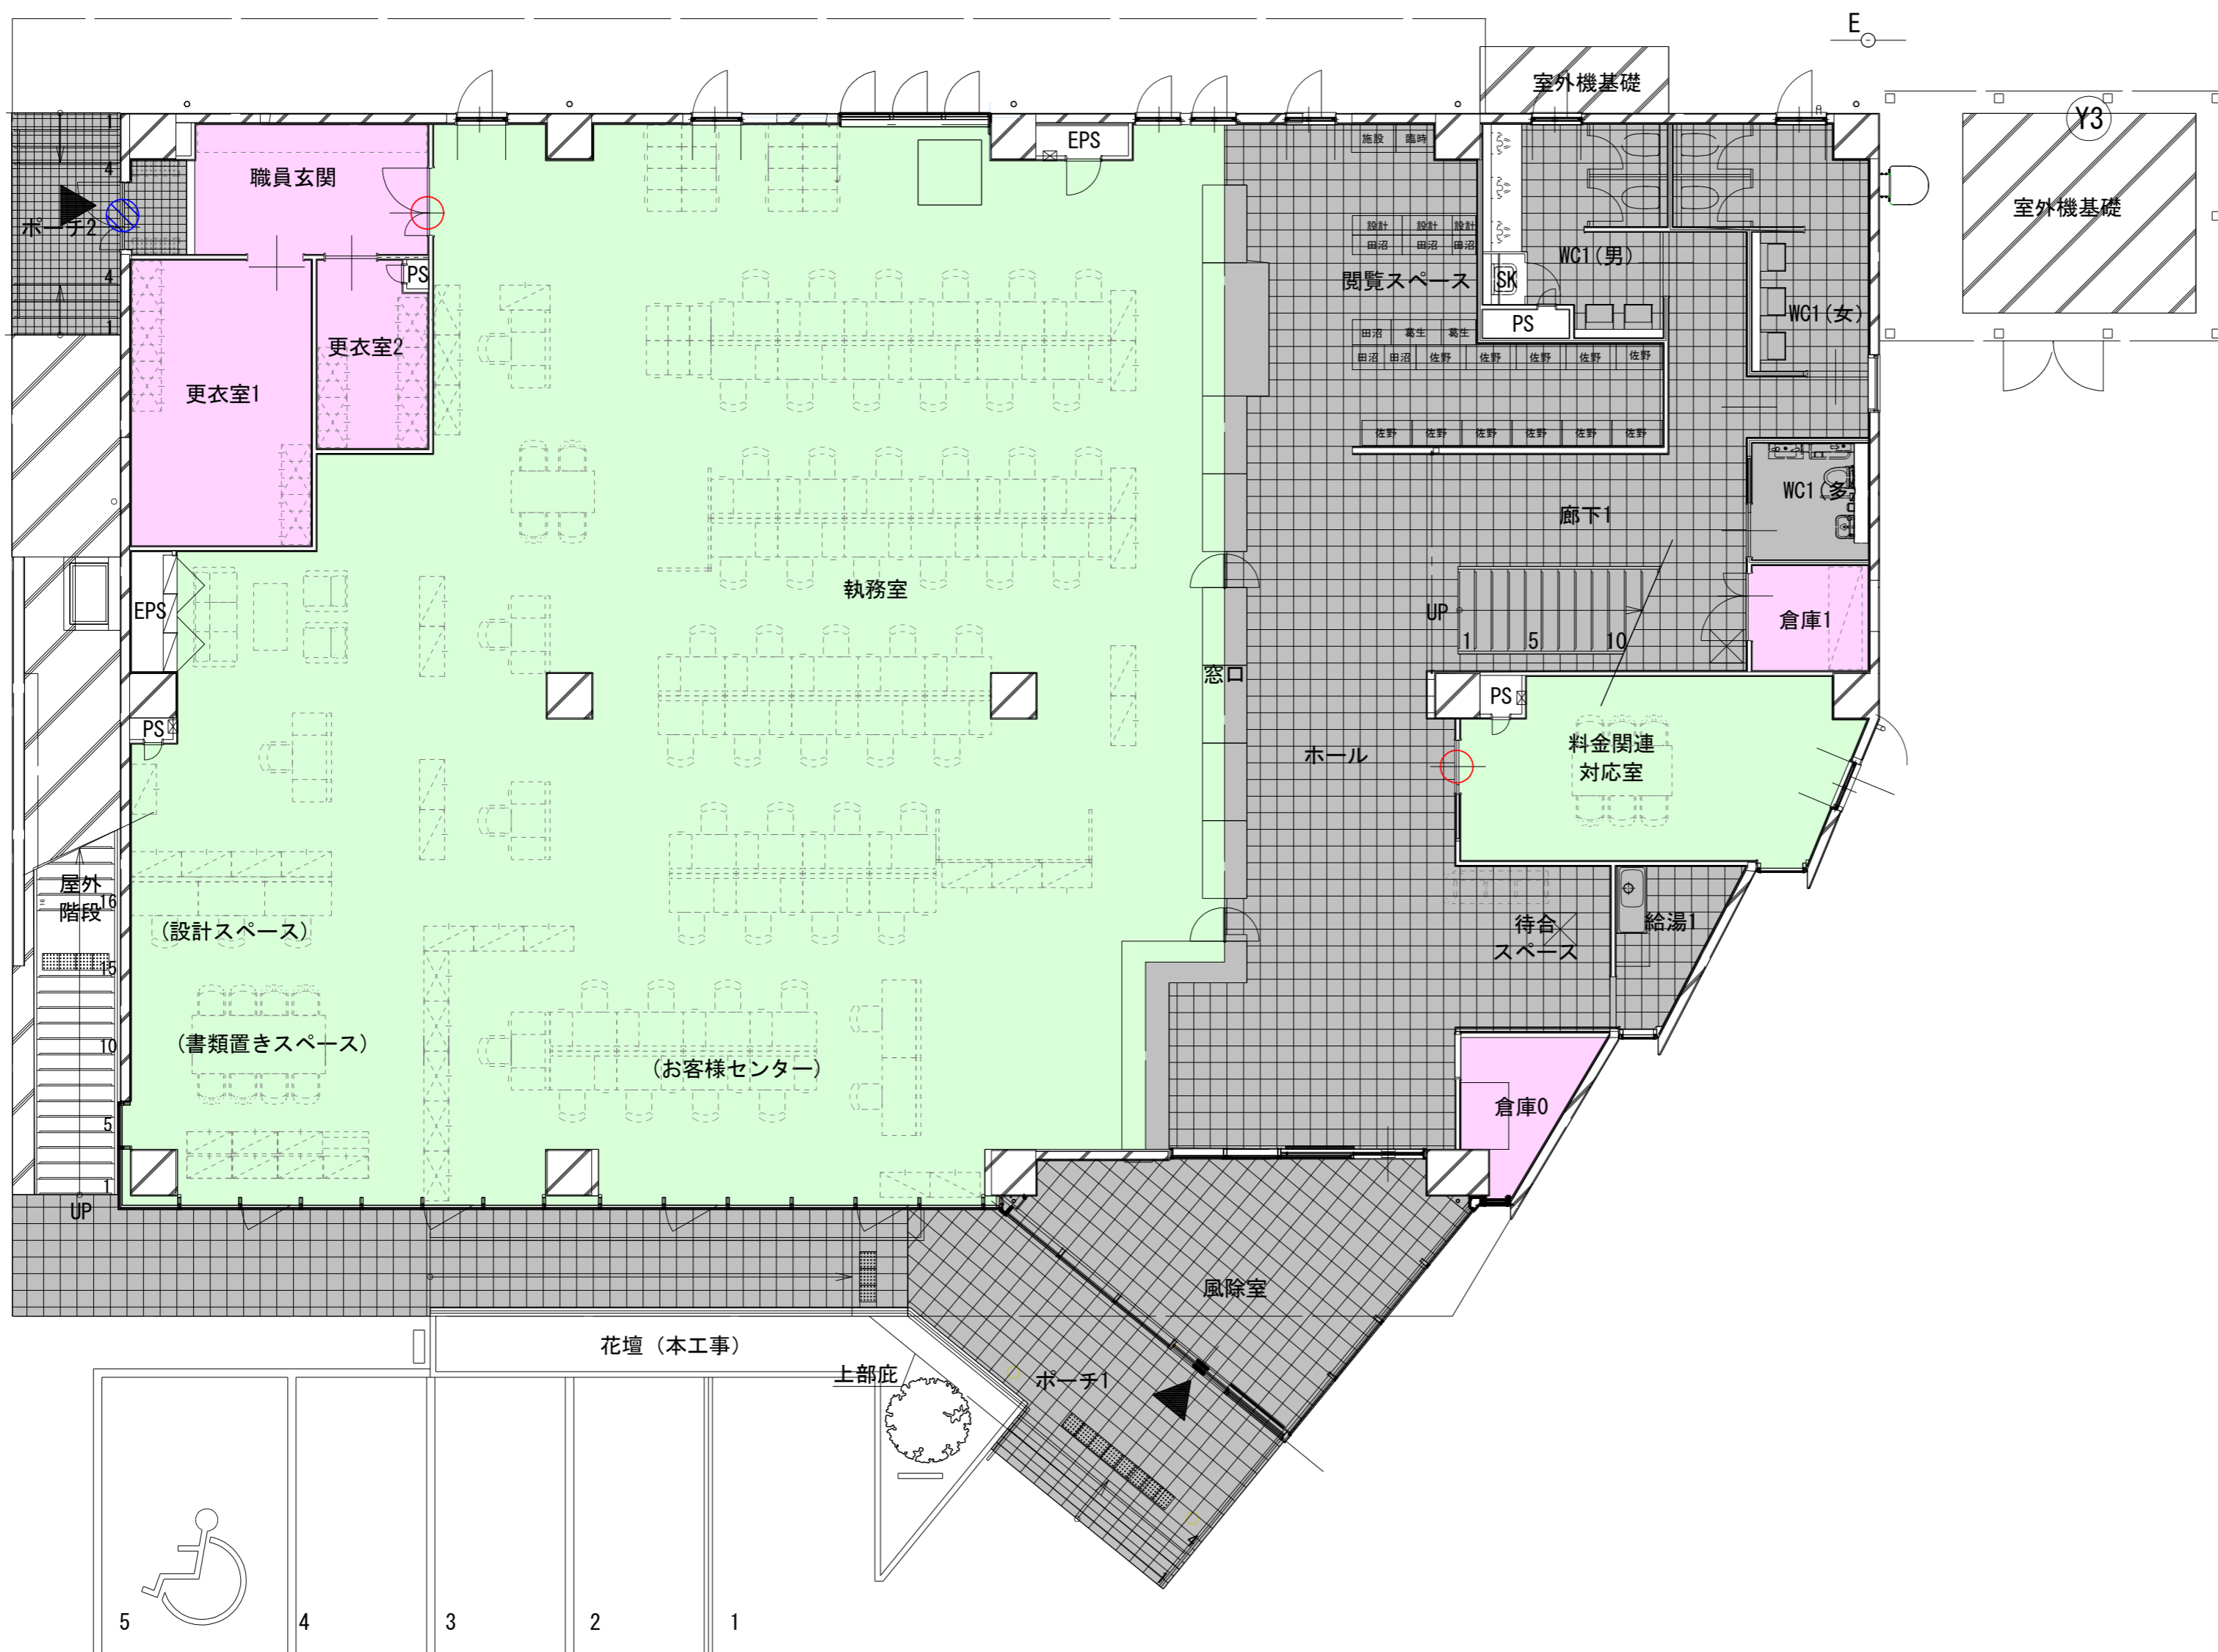 E
室外機基礎
Y3
室外機基礎
1
4
ポーチ2
4
1
職員玄関
EPS
施設 臨時
設計 設計 設計
田沼 田沼 田沼
閲覧スペース
SK
WC1(男)
PS
WC1(女)
PS
更衣室2
更衣室1
田沼 葛生 葛生
田沼 田沼 佐野 佐野 佐野 佐野 佐野
佐野 佐野 佐野 佐野 佐野 佐野
WC1(多)
廊下1
執務室
EPS
UP
1 5 10
倉庫1
窓口
PS
PS
ホール
料金関連
対応室
屋外
階段
16
(設計スペース)
待合
スペース
給湯1
15
10
(書類置きスペース)
(お客様センター)
倉庫0
5
1
UP
風除室
花壇(本工事)
上部庇
ポーチ1
4
5 4 3 2 1